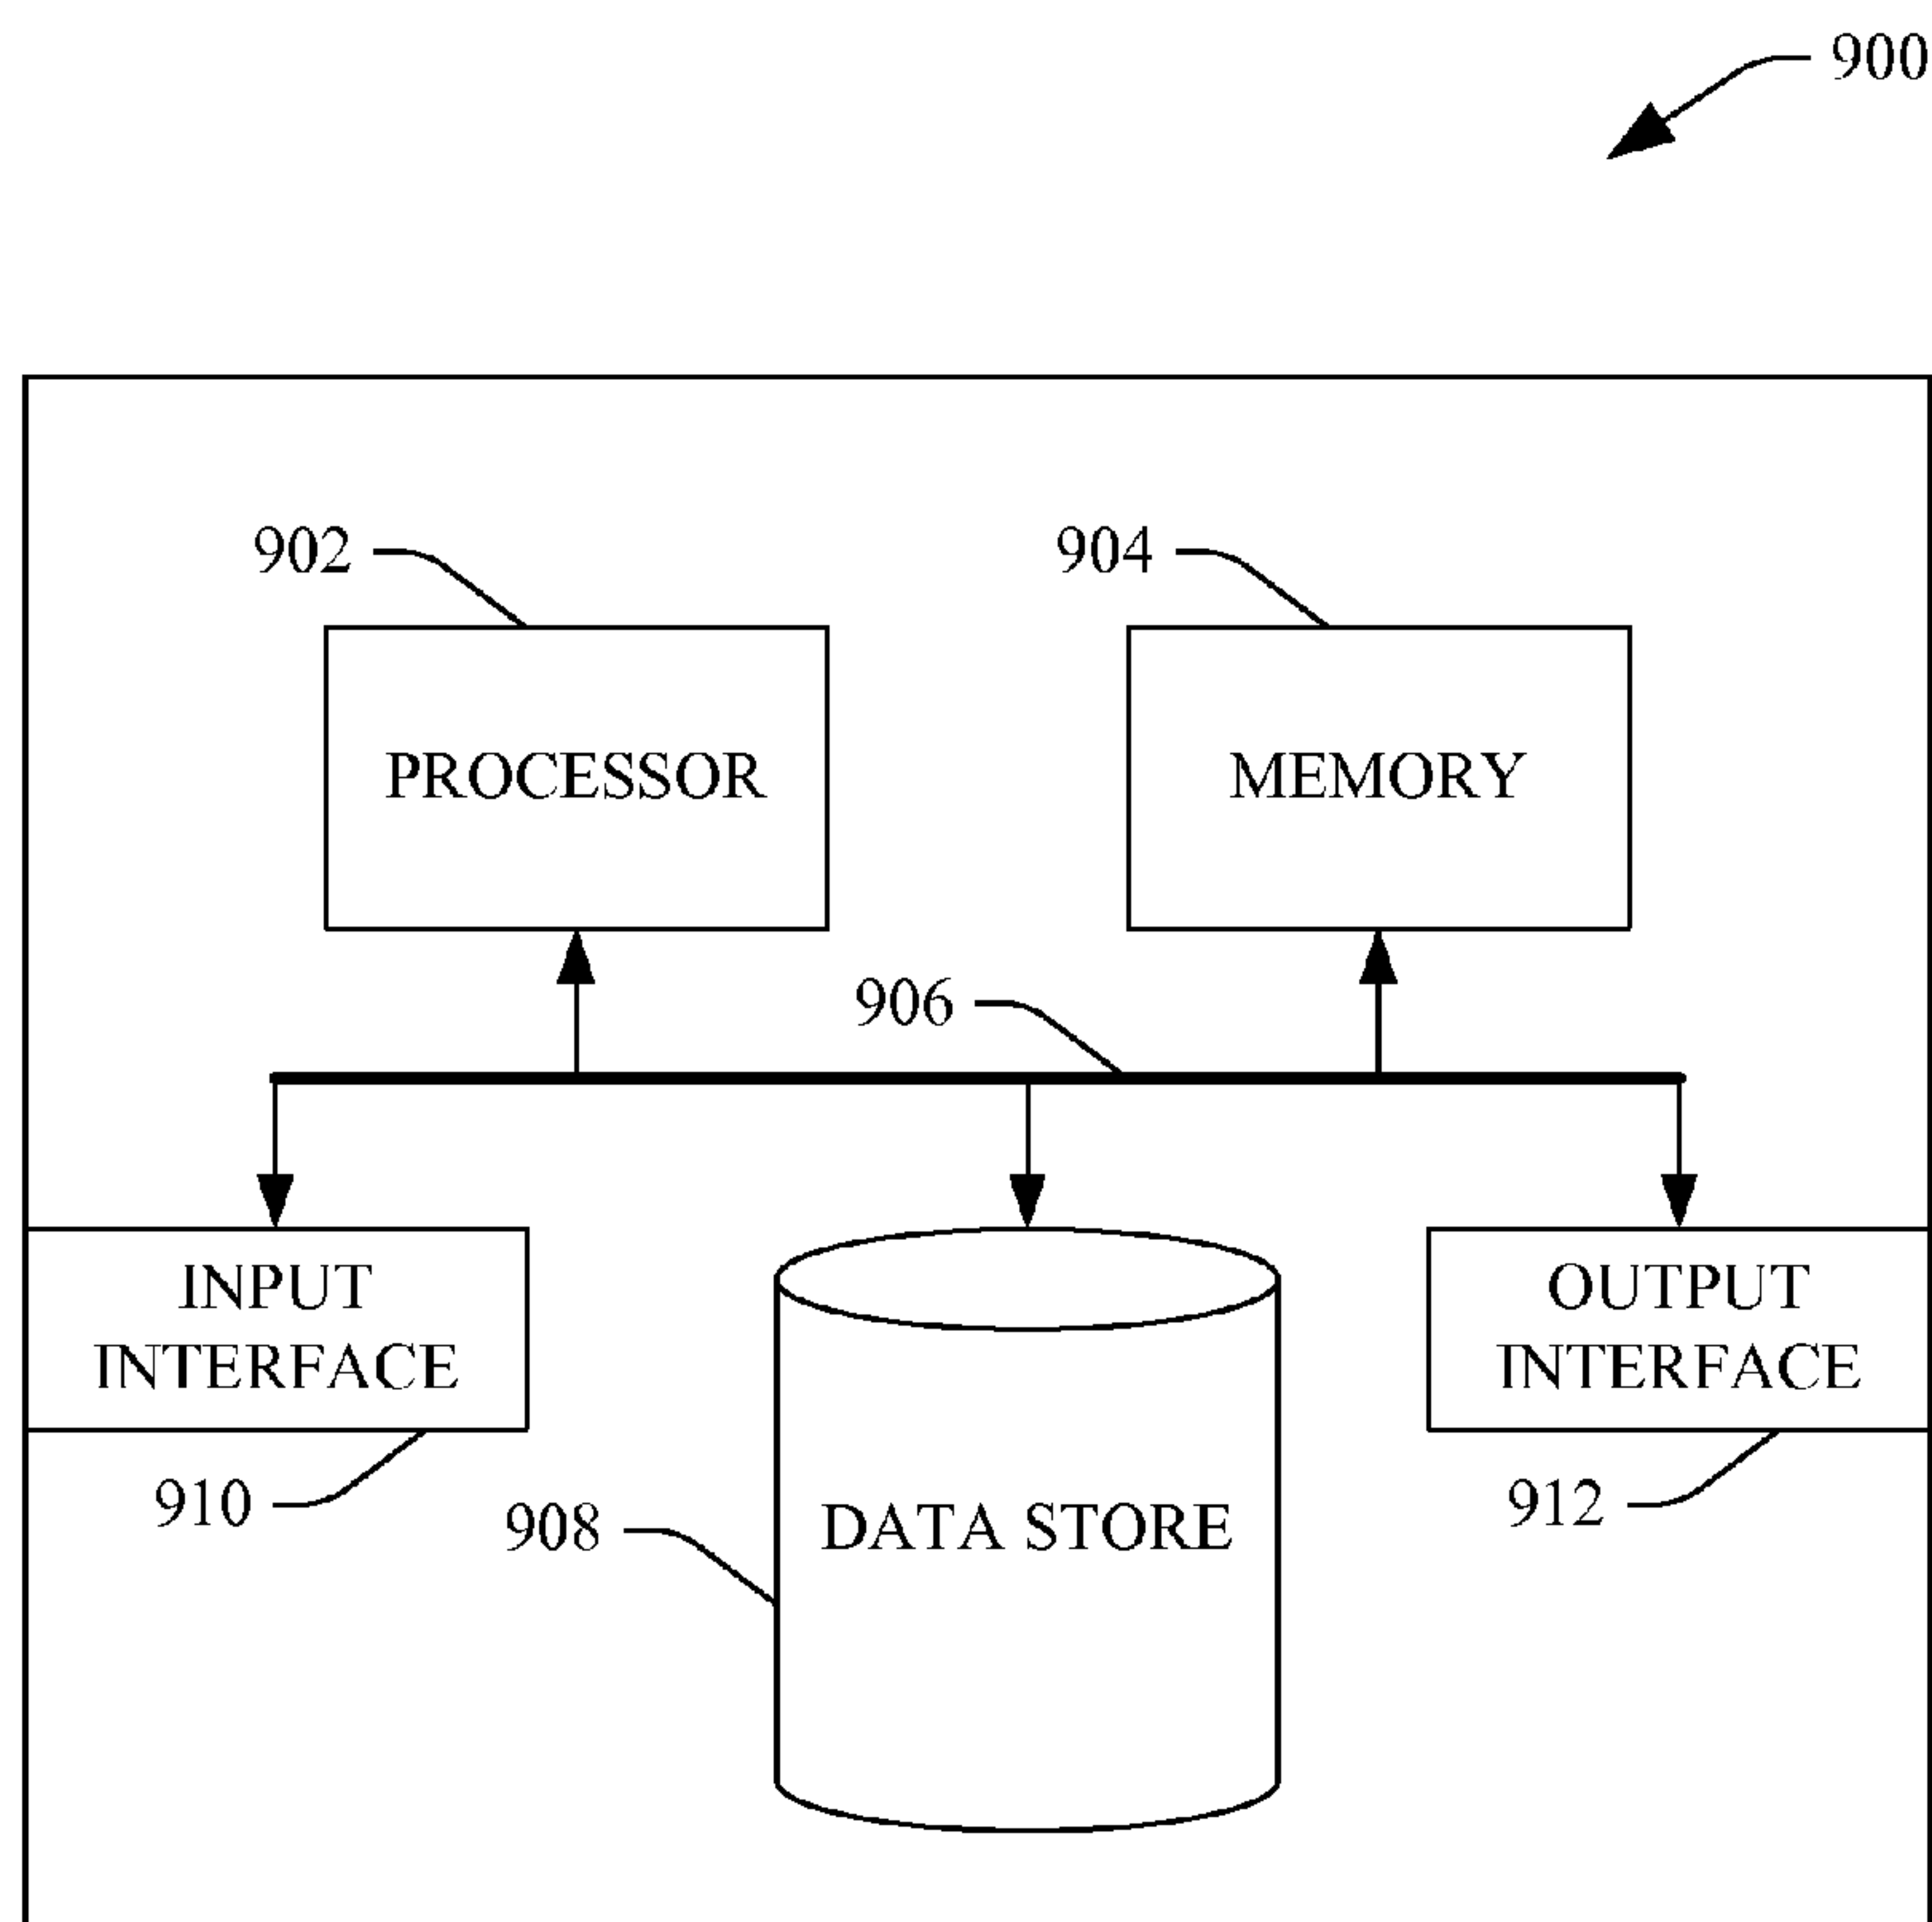 900
902
904
PROCESSOR
MEMORY
906
INPUT
INTERFACE
OUTPUT
INTERFACE
910
908
DATA STORE
912